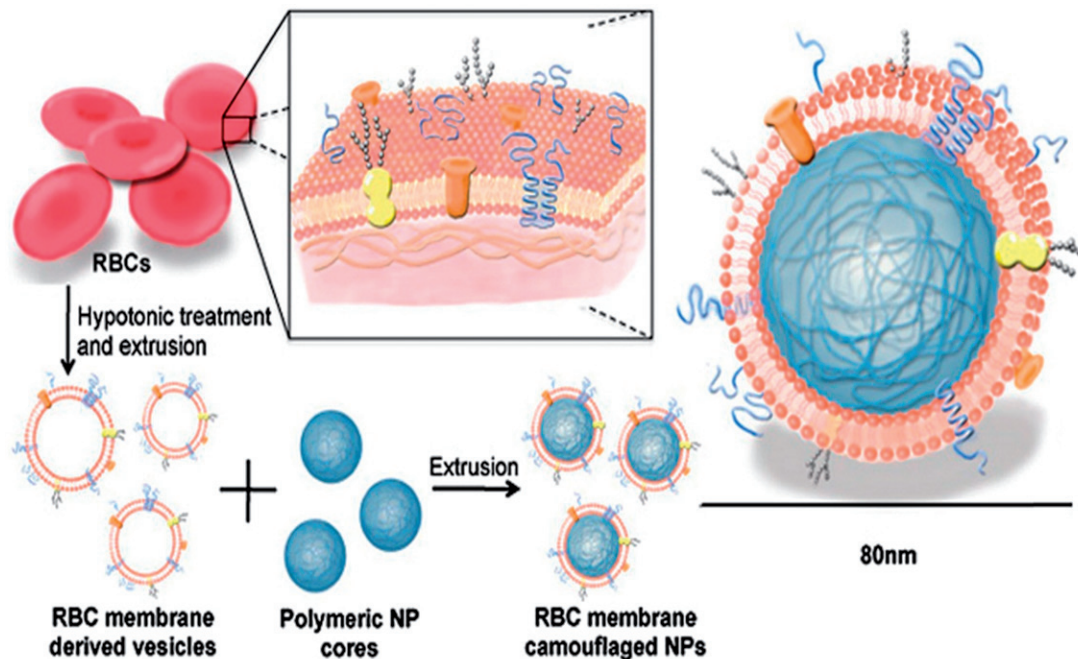 RBCs
Hypotonic treatment
and extrusion
Extrusion
RBC membrane
derived vesicles
Polymeric NP
cores
RBC membrane
camouflaged NPs
80nm